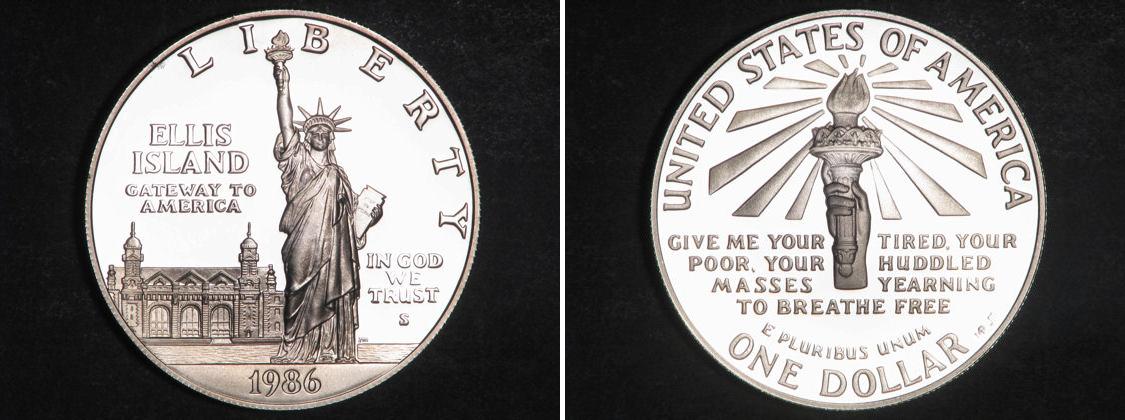 LIBERTY
ELLIS
ISLAND
GATEWAY TO
AMERICA
IN GOD
WE
TRUST
S
1986
UNITED STATES OF AMERICA
GIVE ME YOUR TIRED, YOUR
POOR, YOUR HUDDLED
MASSES YEARNING
TO BREATHE FREE
E PLURIBUS UNUM
ONE DOLLAR